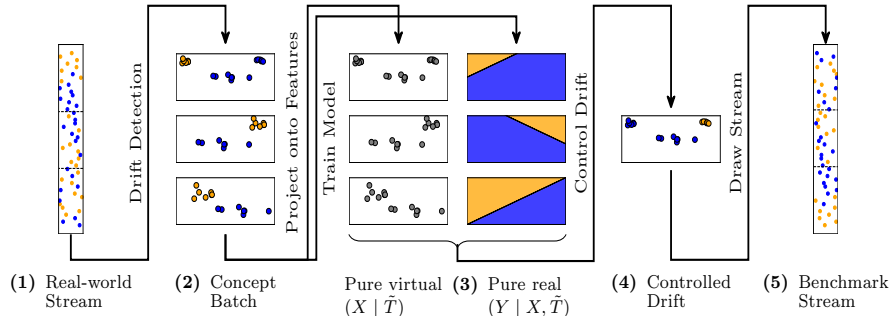 Drift Detection
Project onto Features
Train Model
Control Drift
Draw Stream
(1) Real-world
Stream
(2) Concept
Batch
Pure virtual
(X | T̃)
(3) Pure real
(Y | X, T̃)
(4) Controlled
Drift
(5) Benchmark
Stream